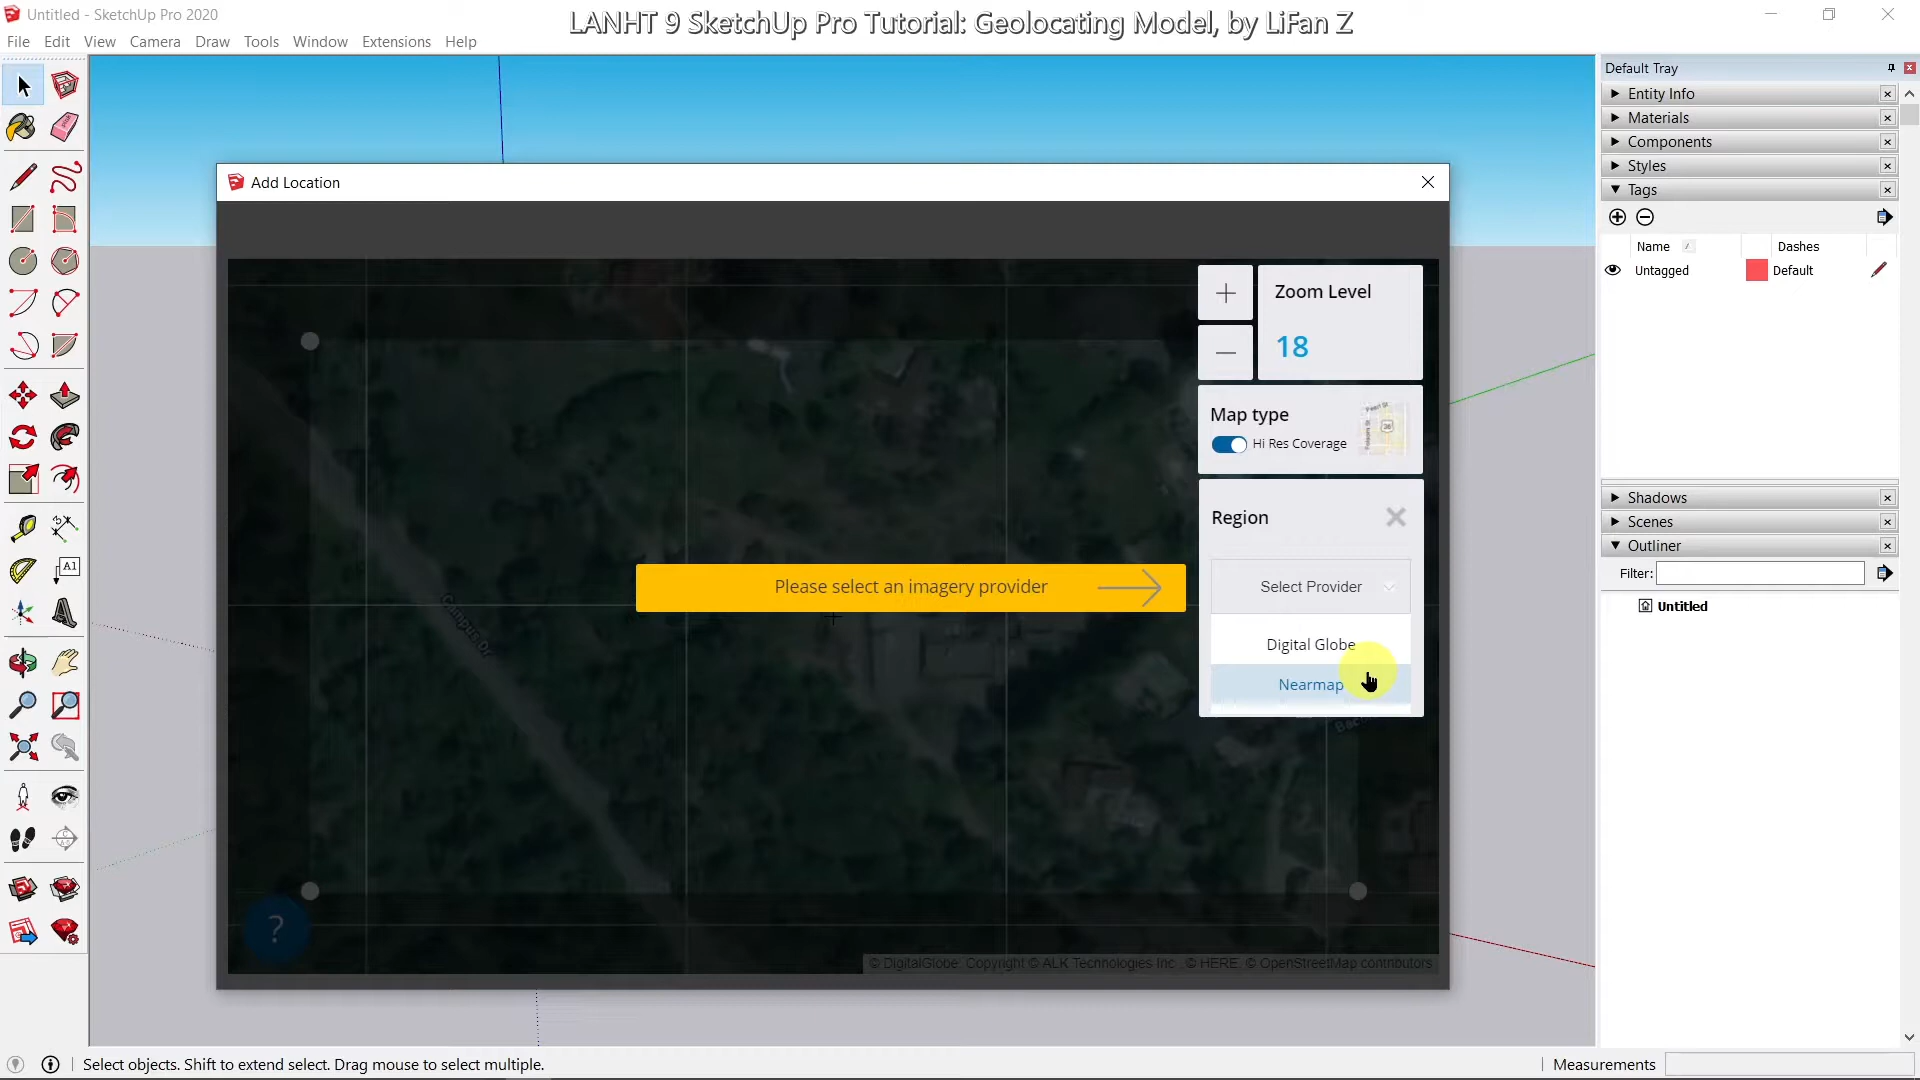 Untitled - SketchUp Pro 2020
LANHT 9 SketchUp Pro Tutorial: Geolocating Model, by LiFan Z
File Edit View Camera Draw Tools Window Extensions Help
Default Tray
Entity Info
Materials
Components
Styles
Tags
Name Dashes
Untagged Default
Shadows
Scenes
Outliner
Filter:
Untitled
Add Location
Zoom Level
18
Map type
Hi Res Coverage
Region
Please select an imagery provider
Select Provider
Digital Globe
Nearmap
Campus Dr
?
© DigitalGlobe, Copyright © ALK Technologies Inc , © HERE, © OpenStreetMap contributors
A1
Select objects. Shift to extend select. Drag mouse to select multiple.
Measurements